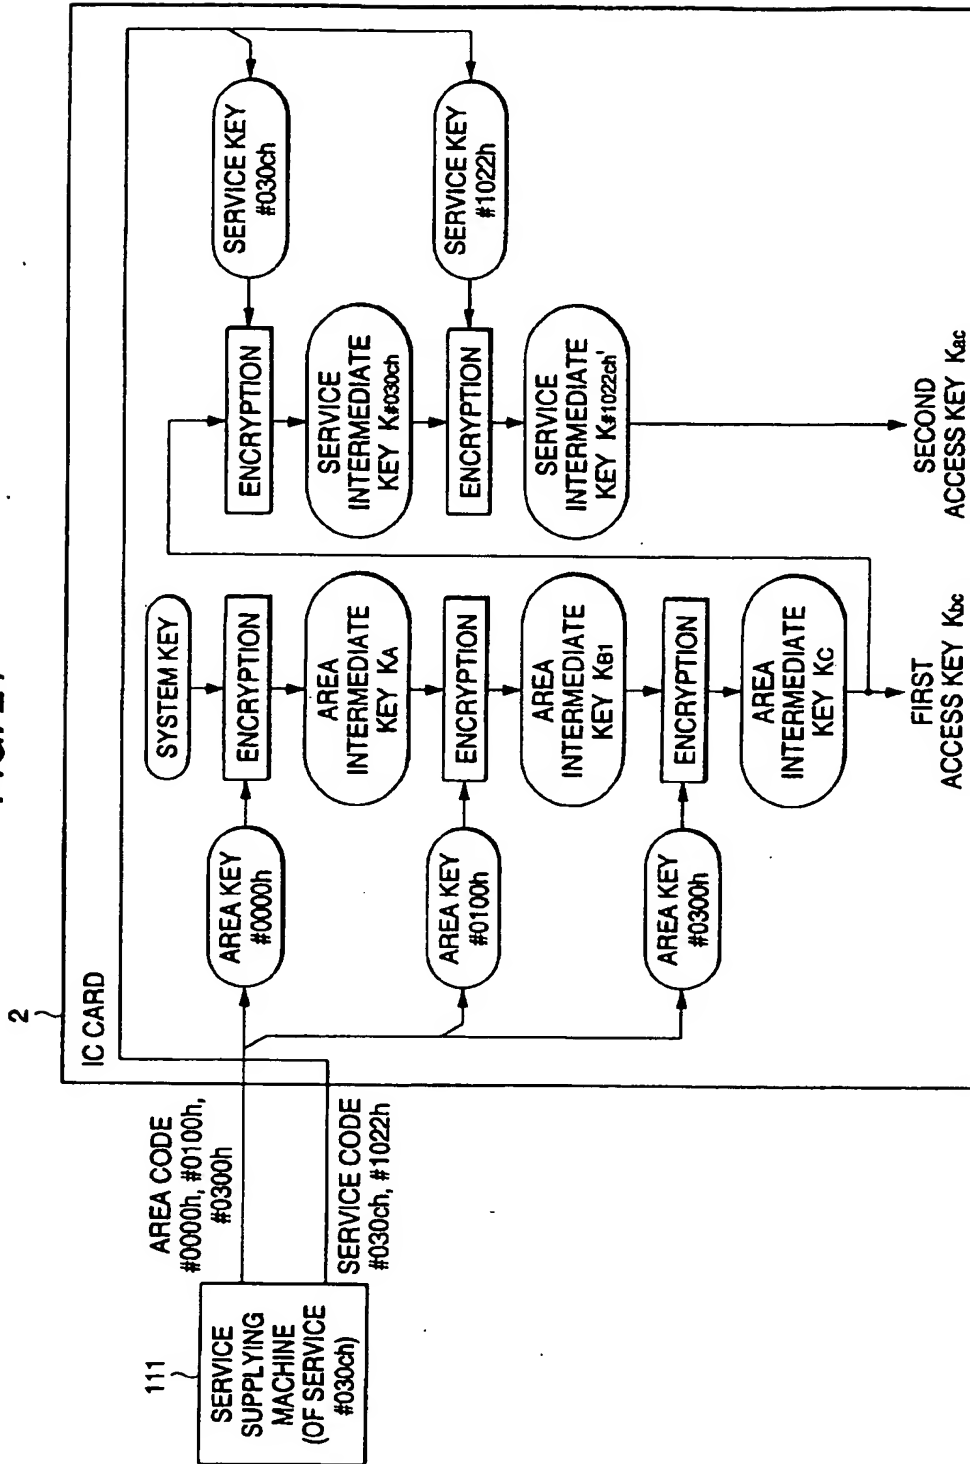 2
IC CARD
111
SERVICE
SUPPLYING
MACHINE
(OF SERVICE
#030ch)
AREA CODE
#0000h, #0100h,
#0300h
SERVICE CODE
#030ch, #1022h
SYSTEM KEY
AREA KEY
#0000h
ENCRYPTION
AREA
INTERMEDIATE
KEY KA
AREA KEY
#0100h
ENCRYPTION
AREA
INTERMEDIATE
KEY KB1
AREA KEY
#0300h
ENCRYPTION
AREA
INTERMEDIATE
KEY KC
FIRST
ACCESS KEY Kbc
SERVICE KEY
#030ch
ENCRYPTION
SERVICE
INTERMEDIATE
KEY K#030ch
SERVICE KEY
#1022h
ENCRYPTION
SERVICE
INTERMEDIATE
KEY K#1022ch'
SECOND
ACCESS KEY Kac